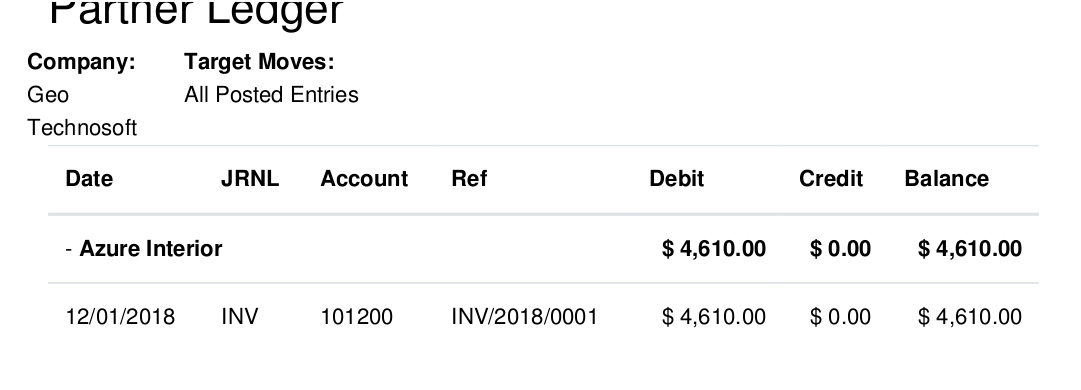 Partner Ledger
Company: Target Moves:
Geo All Posted Entries
Technosoft
Date JRNL Account Ref Debit Credit Balance
- Azure Interior $ 4,610.00 $ 0.00 $ 4,610.00
12/01/2018 INV 101200 INV/2018/0001 $ 4,610.00 $ 0.00 $ 4,610.00